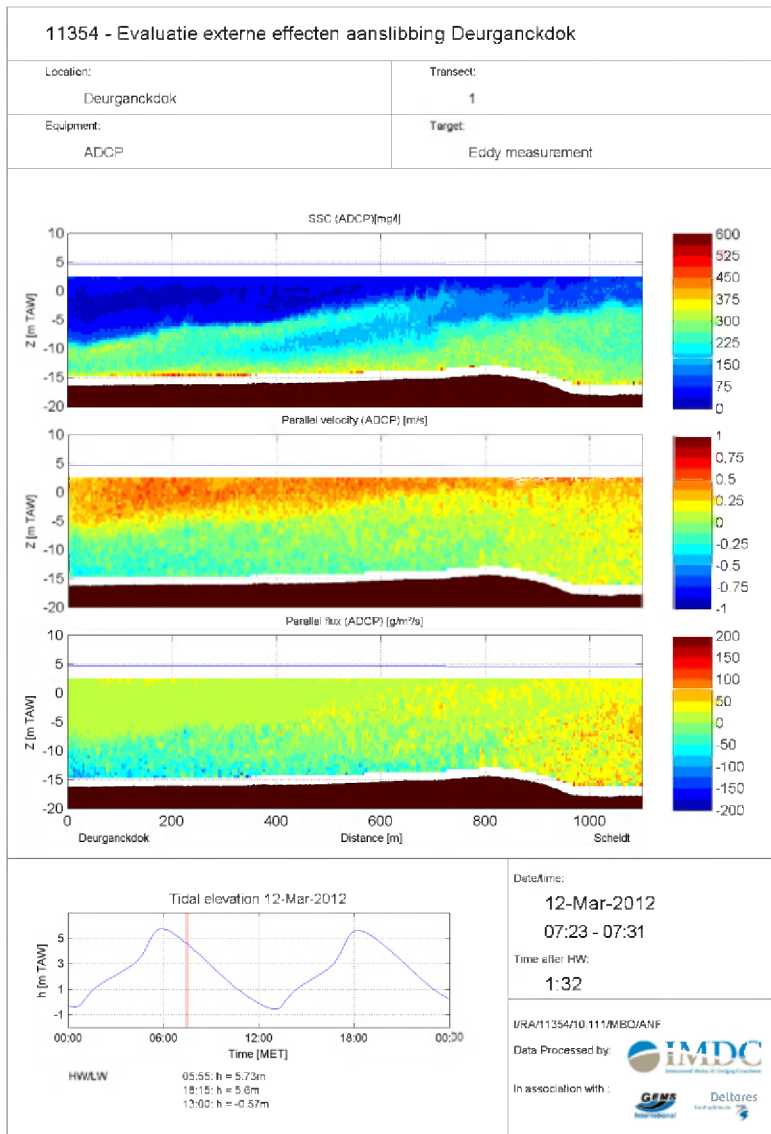 11354 - Evaluatie externe effecten aanslibbing Deurganckdok
Location:
Deurganckdok
Transect:
1
Equipment:
ADCP
Target:
Eddy measurement
SSC (ADCP)[mg/l]
10
5
0
-5
-10
-15
-20
Z [m TAW]
600
525
450
375
300
225
150
75
0
Parallel velocity (ADCP) [m/s]
10
5
0
-5
-10
-15
-20
Z [m TAW]
1
0.75
0.5
0.25
0
-0.25
-0.5
-0.75
-1
Parallel flux (ADCP) [g/m²/s]
10
5
0
-5
-10
-15
-20
Z [m TAW]
200
150
100
50
0
-50
-100
-150
-200
0 200 400 600 800 1000
Deurganckdok Distance [m] Scheldt
Tidal elevation 12-Mar-2012
h [m TAW]
5
3
1
-1
00:00 06:00 12:00 18:00 00:00
Time [MET]
HW/LW
05:55: h = 5.73m
18:15: h = 5.6m
13:00: h = -0.57m
Date/time:
12-Mar-2012
07:23 - 07:31
Time after HW:
1:32
I/RA/11354/10.111/MBO/ANF
Data Processed by:
IMDC
In association with :
GEMS
International
Deltares